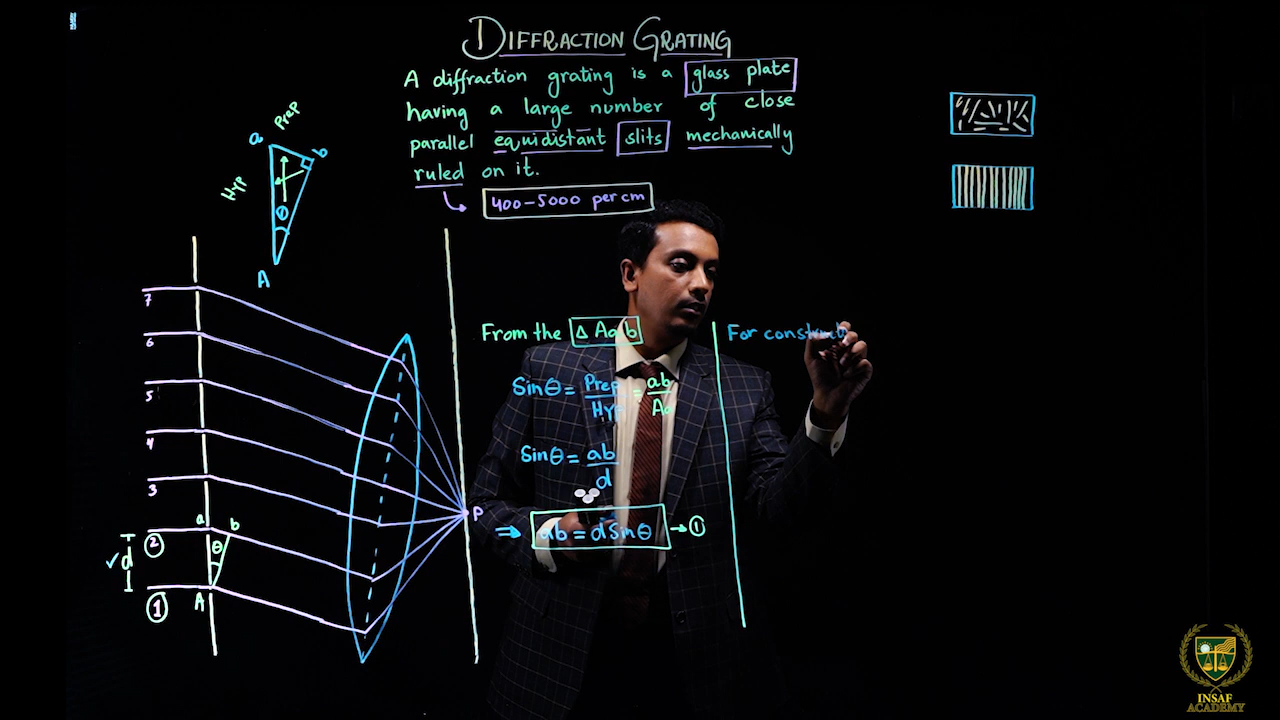 DIFFRACTION GRATING
A diffraction grating is a glass plate
having a large number of close
parallel equidistant slits mechanically
ruled on it.
400-5000 per cm
a
Prep
b
Hyp
θ
A
7
6
5
4
3
a
b
②
θ
d
①
A
P
From the Δ Aab
Sinθ = Prep/Hyp = ab/Aa
Sinθ = ab/d
⇒ ab = d Sinθ → ①
For construct
INSAF
ACADEMY